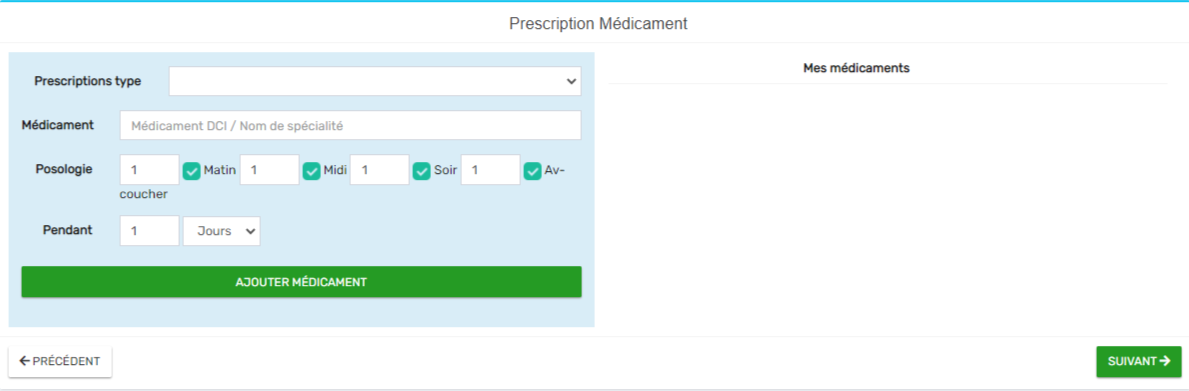 Prescription Médicament
Prescriptions type
Médicament Médicament DCI / Nom de spécialité
Posologie 1 Matin 1 Midi 1 Soir 1 Av-
coucher
Pendant 1 Jours
AJOUTER MÉDICAMENT
Mes médicaments
PRÉCÉDENT
SUIVANT